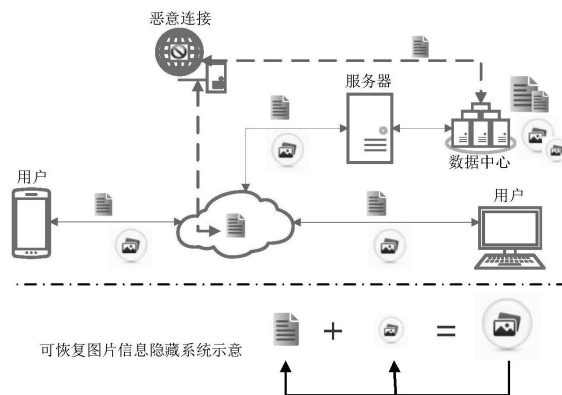 恶意连接
服务器
数据中心
用户
用户
可恢复图片信息隐藏系统示意